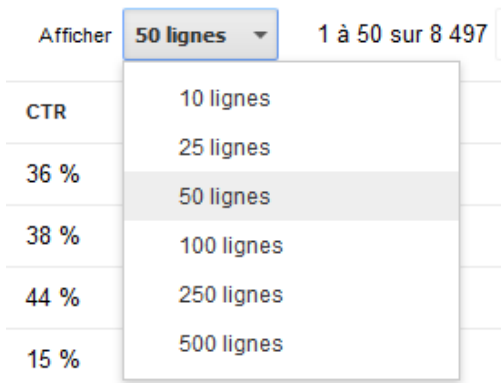 Afficher 50 lignes 1 à 50 sur 8 497
10 lignes
CTR
25 lignes
36 %
50 lignes
38 %
100 lignes
44 %
250 lignes
500 lignes
15 %